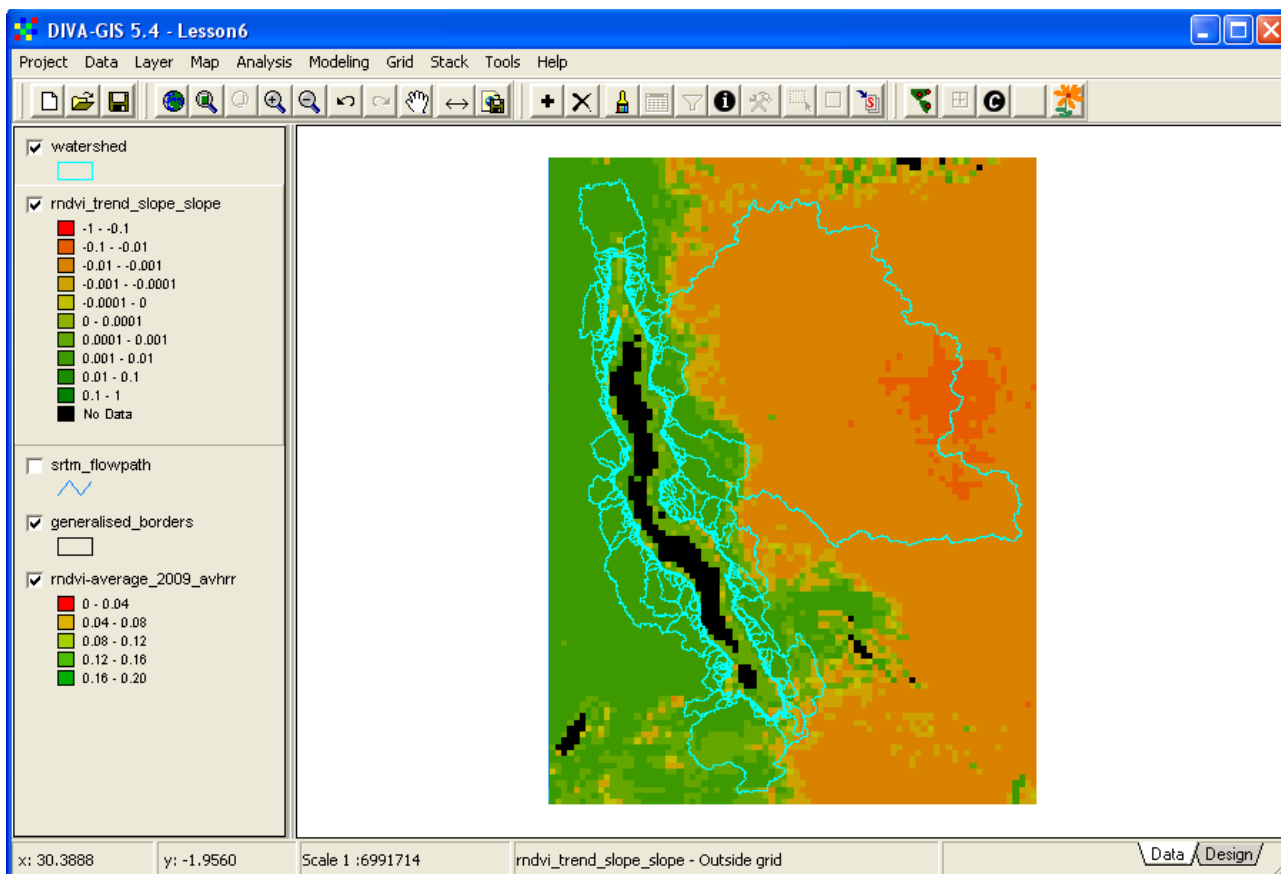 DIVA-GIS 5.4 - Lesson6
Project Data Layer Map Analysis Modeling Grid Stack Tools Help
watershed
rndvi_trend_slope_slope
-1 - -0.1
-0.1 - -0.01
-0.01 - -0.001
-0.001 - -0.0001
-0.0001 - 0
0 - 0.0001
0.0001 - 0.001
0.001 - 0.01
0.01 - 0.1
0.1 - 1
No Data
srtm_flowpath
generalised_borders
rndvi-average_2009_avhrr
0 - 0.04
0.04 - 0.08
0.08 - 0.12
0.12 - 0.16
0.16 - 0.20
x: 30.3888 y: -1.9560 Scale 1 :6991714 rndvi_trend_slope_slope - Outside grid Data Design